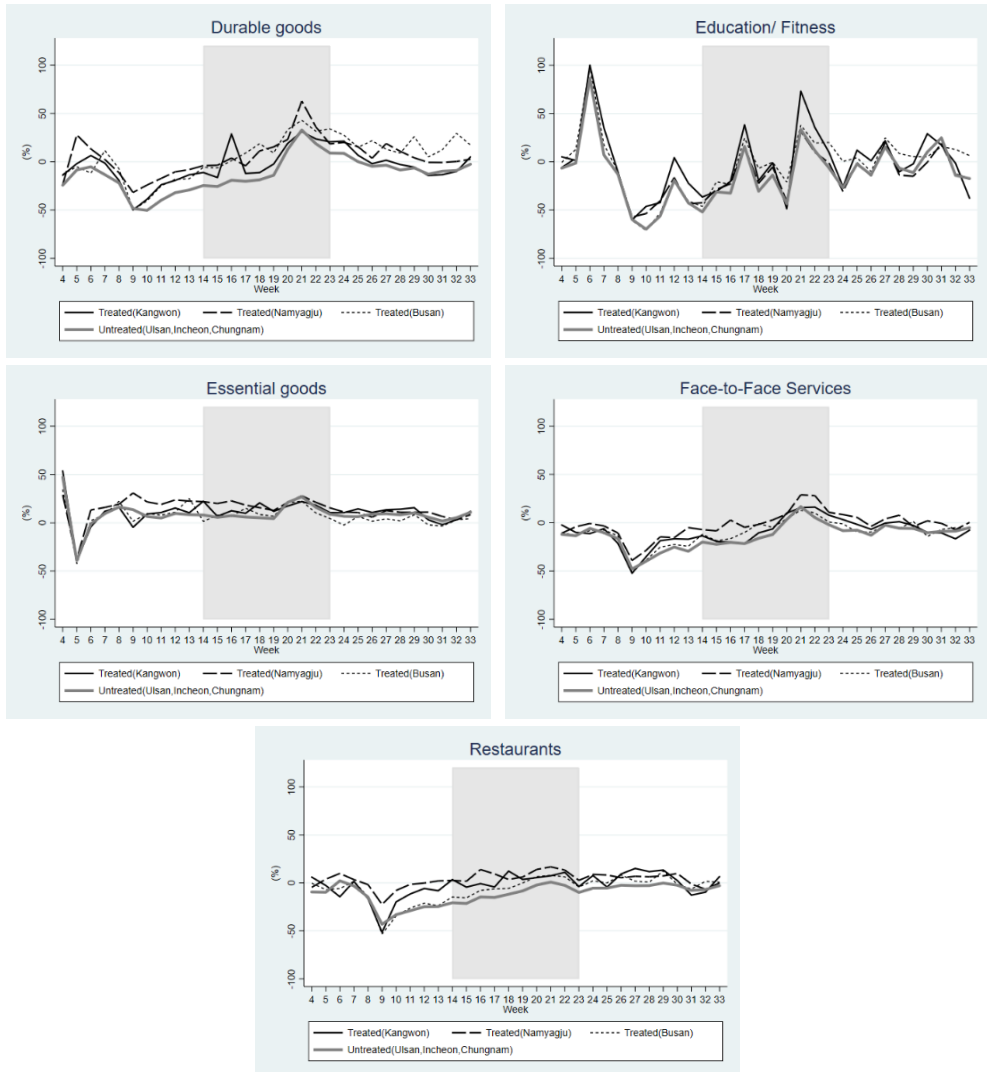 Durable goods
100
50
0
-50
-100
(%)
4 5 6 7 8 9 10 11 12 13 14 15 16 17 18 19 20 21 22 23 24 25 26 27 28 29 30 31 32 33
Week
Treated(Kangwon) Treated(Namyagju) Treated(Busan)
Untreated(Ulsan,Incheon,Chungnam)
Education/ Fitness
100
50
0
-50
-100
(%)
4 5 6 7 8 9 10 11 12 13 14 15 16 17 18 19 20 21 22 23 24 25 26 27 28 29 30 31 32 33
Week
Treated(Kangwon) Treated(Namyagju) Treated(Busan)
Untreated(Ulsan,Incheon,Chungnam)
Essential goods
100
50
0
-50
-100
(%)
4 5 6 7 8 9 10 11 12 13 14 15 16 17 18 19 20 21 22 23 24 25 26 27 28 29 30 31 32 33
Week
Treated(Kangwon) Treated(Namyagju) Treated(Busan)
Untreated(Ulsan,Incheon,Chungnam)
Face-to-Face Services
100
50
0
-50
-100
(%)
4 5 6 7 8 9 10 11 12 13 14 15 16 17 18 19 20 21 22 23 24 25 26 27 28 29 30 31 32 33
Week
Treated(Kangwon) Treated(Namyagju) Treated(Busan)
Untreated(Ulsan,Incheon,Chungnam)
Restaurants
100
50
0
-50
-100
(%)
4 5 6 7 8 9 10 11 12 13 14 15 16 17 18 19 20 21 22 23 24 25 26 27 28 29 30 31 32 33
Week
Treated(Kangwon) Treated(Namyagju) Treated(Busan)
Untreated(Ulsan,Incheon,Chungnam)